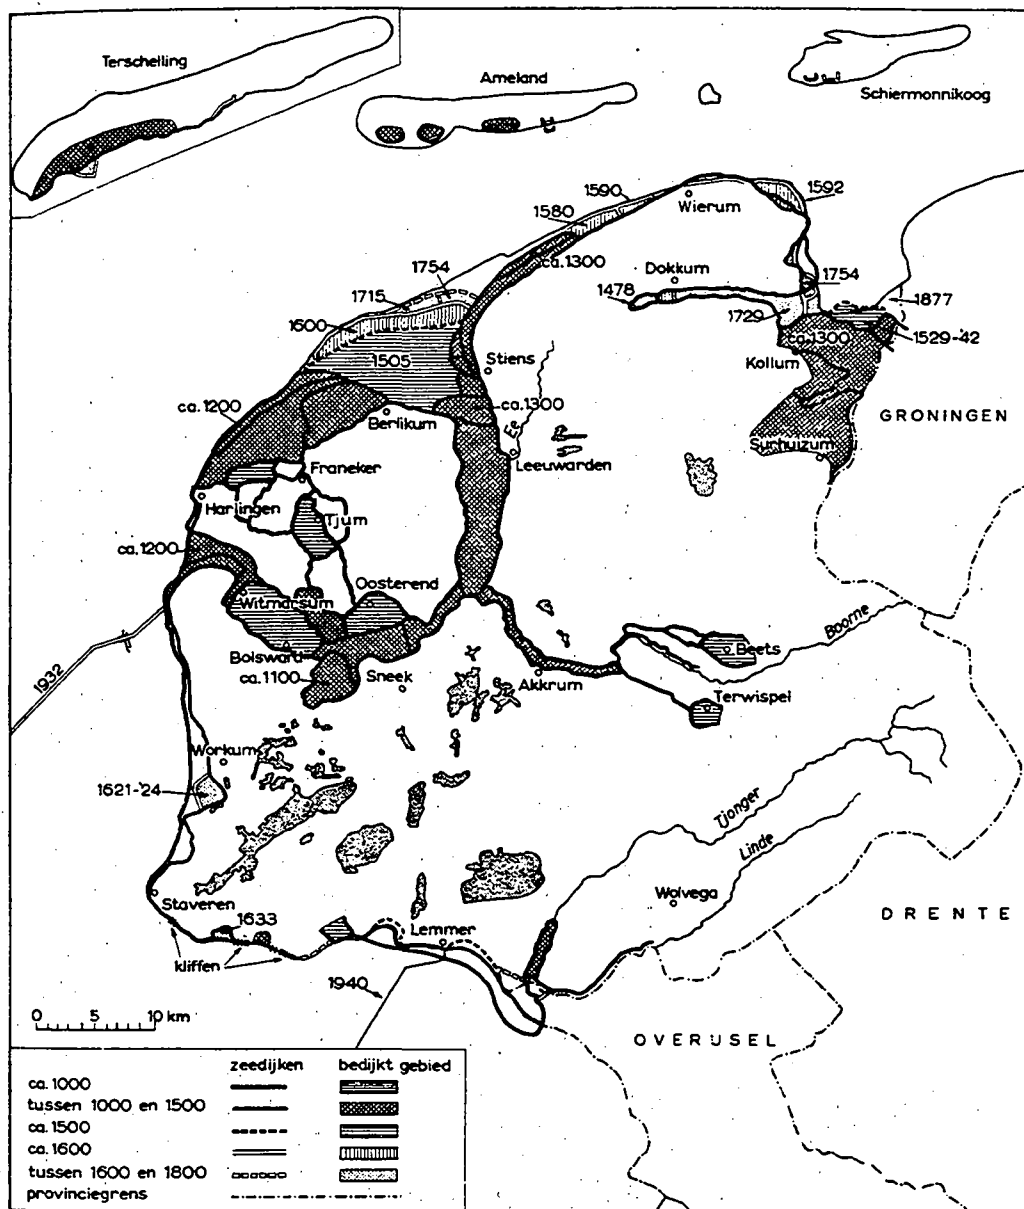 Terschelling
Ameland
Schiermonnikoog
1590
1592
Wierum
1580
ca.1300
Dokkum
1754
1478
1754
1715
1877
1729
1600
ca.1300
1529-42
1505
Stiens
Kollum
ca.1200
ca.1300
Berlikum
GRONINGEN
Ee
Surhuizum
Leeuwarden
Franeker
Harlingen
Tjum
ca.1200
Oosterend
Witmarsum
Boorne
Bolsward
Beets
ca.1100
Sneek
Akkrum
1932
Terwispel
Workum
1621-'24
Tjonger
Linde
Wolvega
Staveren
DRENTE
1633
Lemmer
kliffen
1940
0 5 10 km
OVERIJSEL
zeedijken bedijkt gebied
ca.1000
tussen 1000 en 1500
ca.1500
ca.1600
tussen 1600 en 1800
provinciegrens